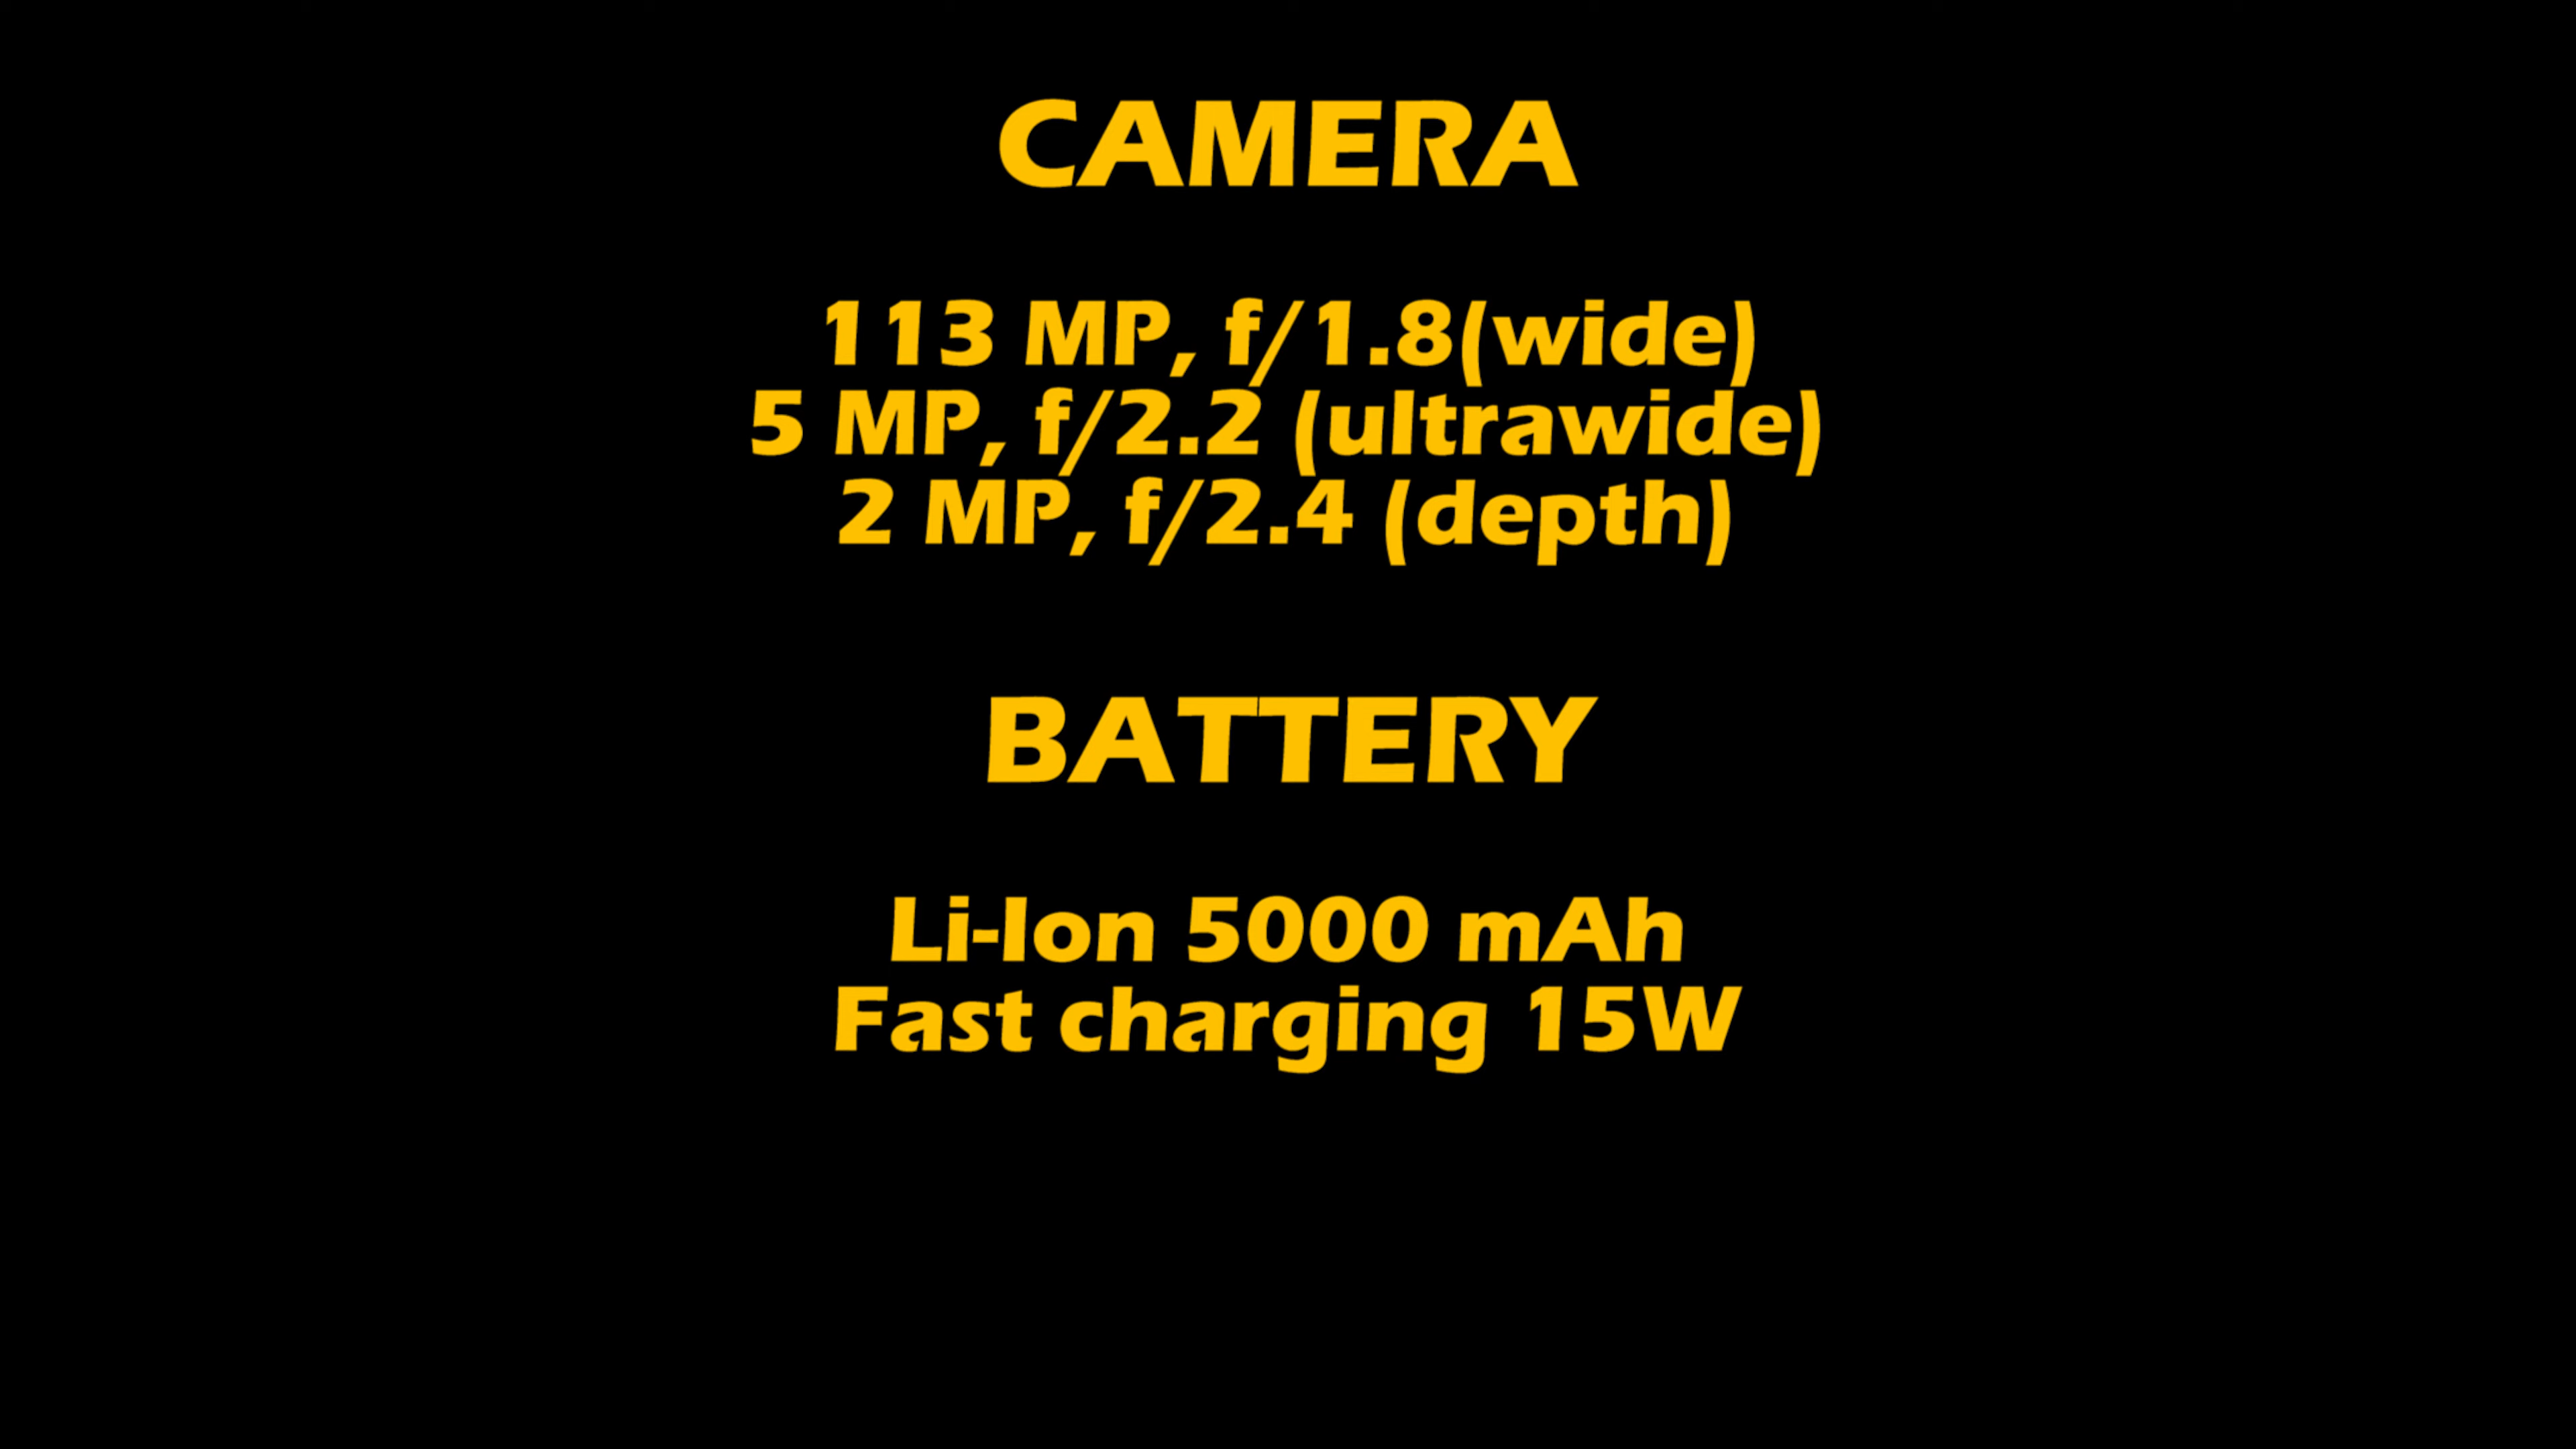 CAMERA
113 MP, f/1.8(wide)
5 MP, f/2.2 (ultrawide)
2 MP, f/2.4 (depth)
BATTERY
Li-Ion 5000 mAh
Fast charging 15W